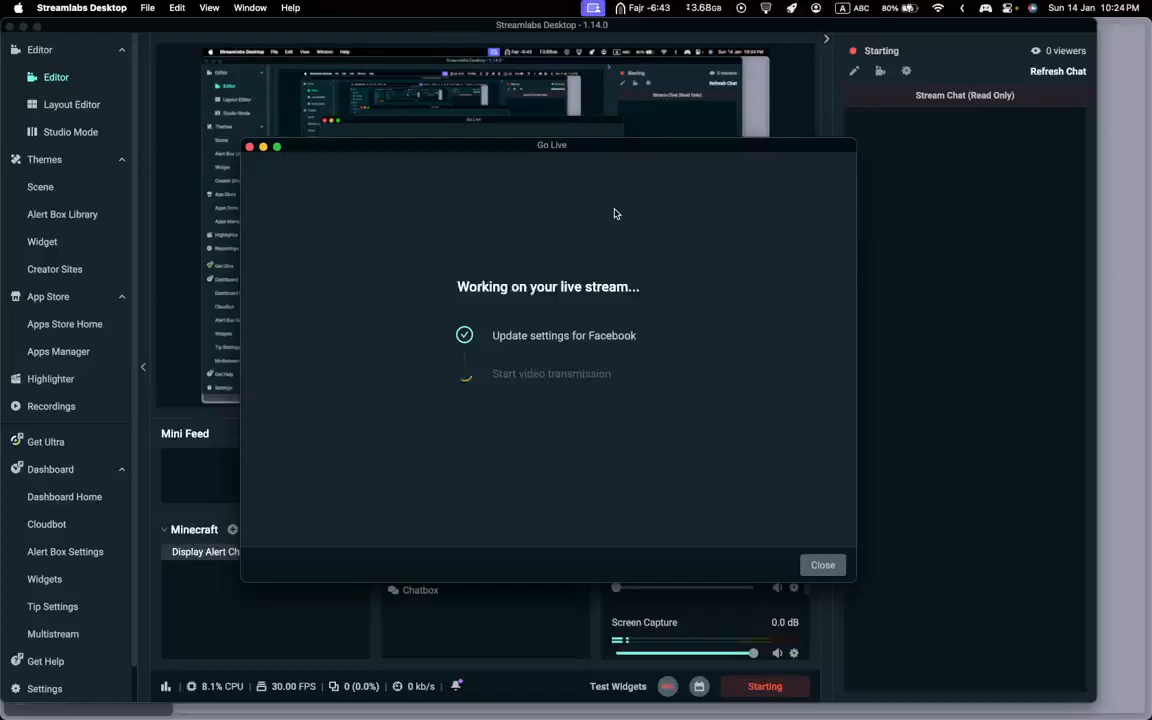 Streamlabs Desktop File Edit View Window Help Fajr -6:43 3.68GB ABC 80% Sun 14 Jan 10:24 PM
Streamlabs Desktop - 1.14.0
Editor
Editor
Layout Editor
Studio Mode
Themes
Scene
Alert Box Library
Widget
Creator Sites
App Store
Apps Store Home
Apps Manager
Highlighter
Recordings
Get Ultra
Dashboard
Dashboard Home
Cloudbot
Alert Box Settings
Widgets
Tip Settings
Multistream
Get Help
Settings
Go Live
Working on your live stream...
Update settings for Facebook
Start video transmission
Close
Mini Feed
Minecraft
Display Alert Ch
Chatbox
Screen Capture 0.0 dB
8.1% CPU 30.00 FPS 0 (0.0%) 0 kb/s
Test Widgets REC Starting
Starting 0 viewers
Refresh Chat
Stream Chat (Read Only)